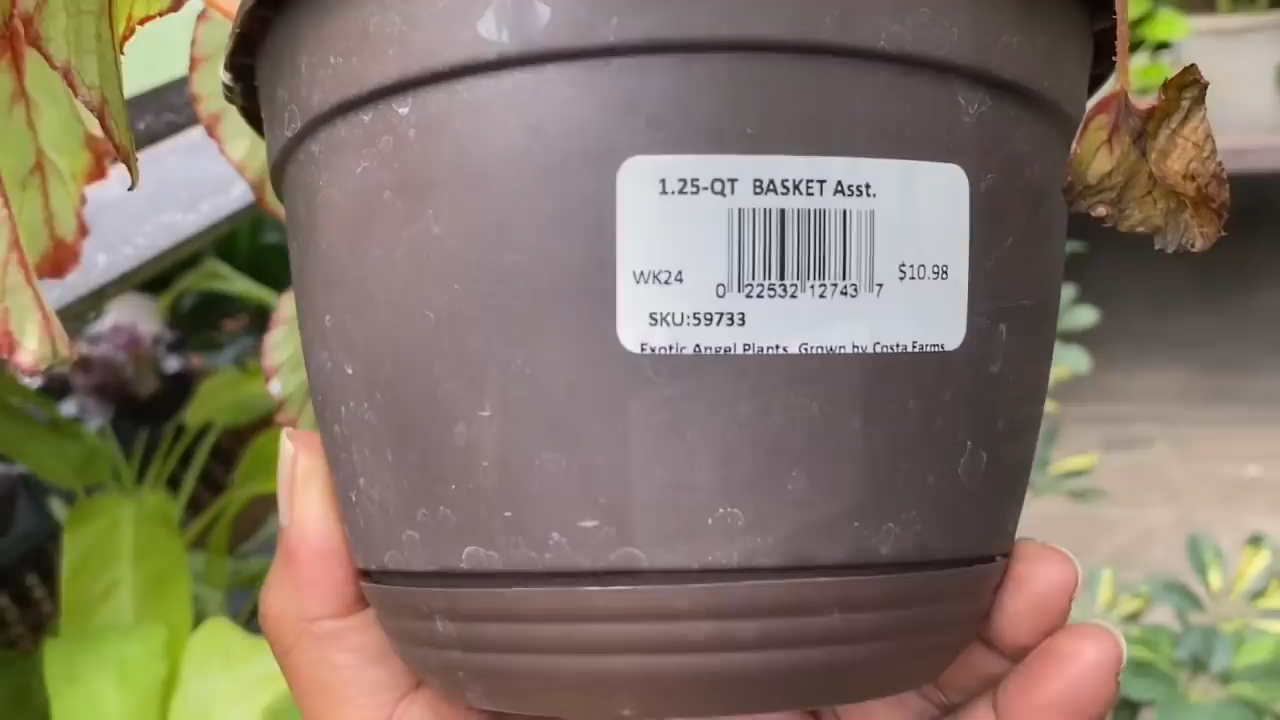 1.25-QT BASKET Asst.
WK24
$10.98
0 22532 12743 7
SKU:59733
Exotic Angel Plants. Grown by Costa Farms